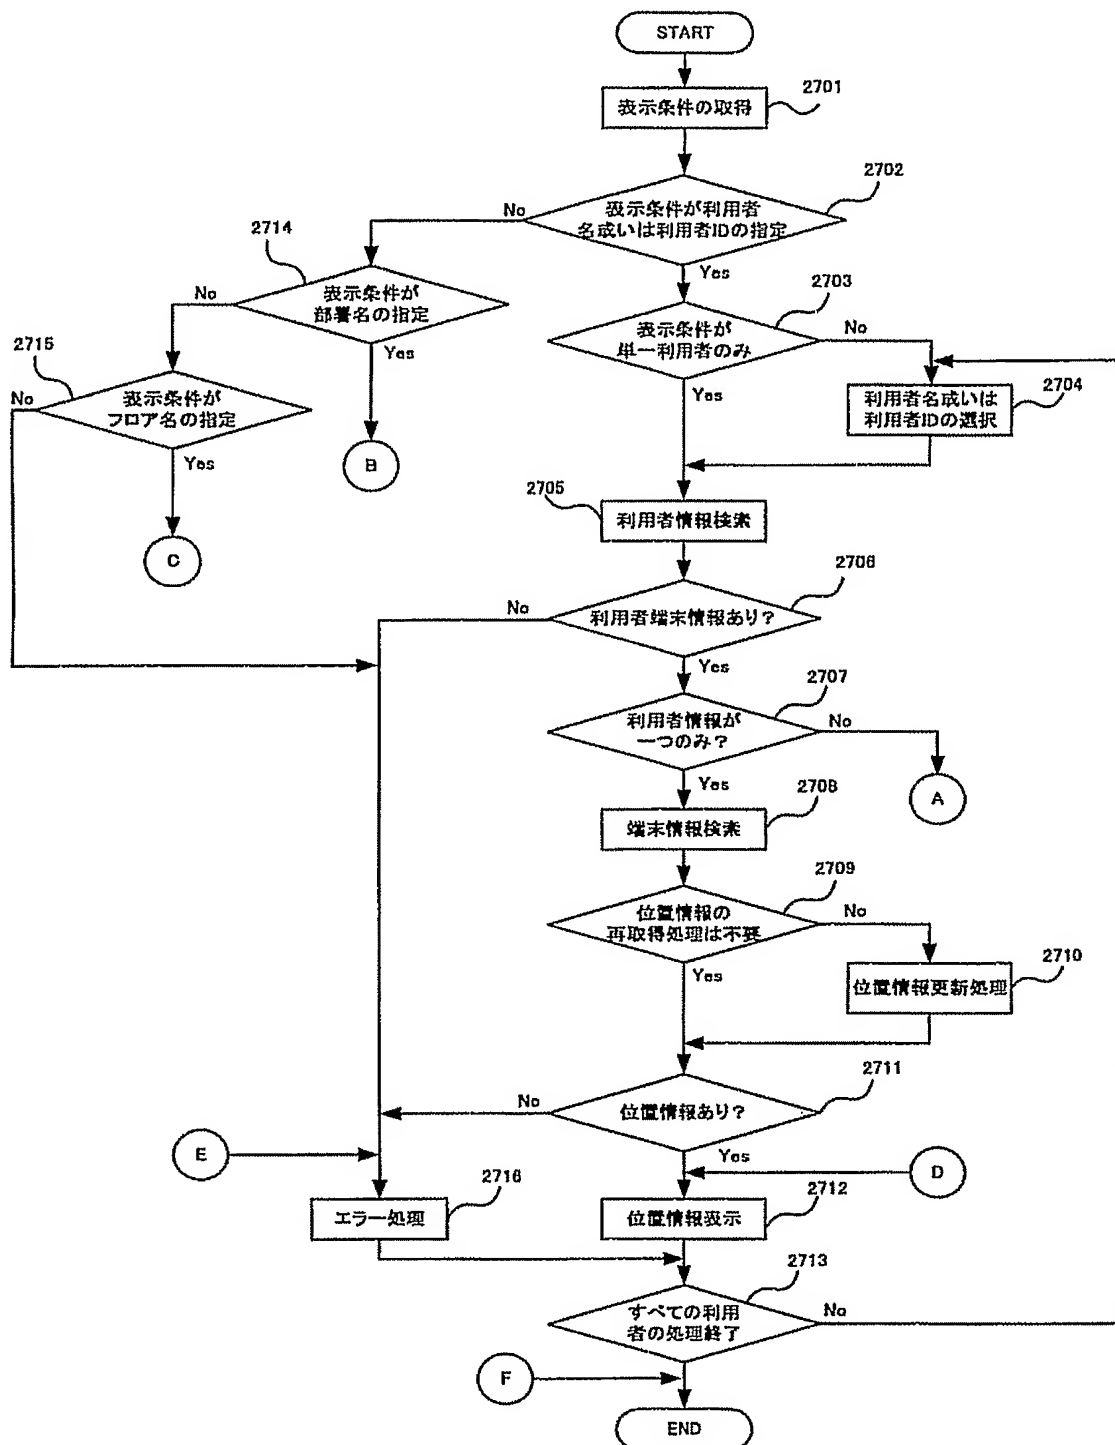 START
2701
表示条件の取得
2702
表示条件が利用者
名或いは利用者IDの指定
No
Yes
2714
表示条件が
部署名の指定
No
Yes
B
2715
表示条件が
フロア名の指定
No
Yes
C
2703
表示条件が
単一利用者のみ
No
Yes
2704
利用者名或いは
利用者IDの選択
2705
利用者情報検索
2706
利用者端末情報あり?
No
Yes
2707
利用者情報が
一つのみ?
No
Yes
A
2708
端末情報検索
2709
位置情報の
再取得処理は不要
No
Yes
2710
位置情報更新処理
2711
位置情報あり?
No
Yes
E
D
2716
エラー処理
2712
位置情報表示
2713
すべての利用
者の処理終了
No
F
END